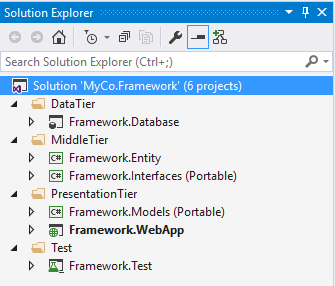 Solution Explorer
Search Solution Explorer (Ctrl+;)
Solution 'MyCo.Framework' (6 projects)
DataTier
Framework.Database
MiddleTier
C# Framework.Entity
C# Framework.Interfaces (Portable)
PresentationTier
C# Framework.Models (Portable)
Framework.WebApp
Test
Framework.Test